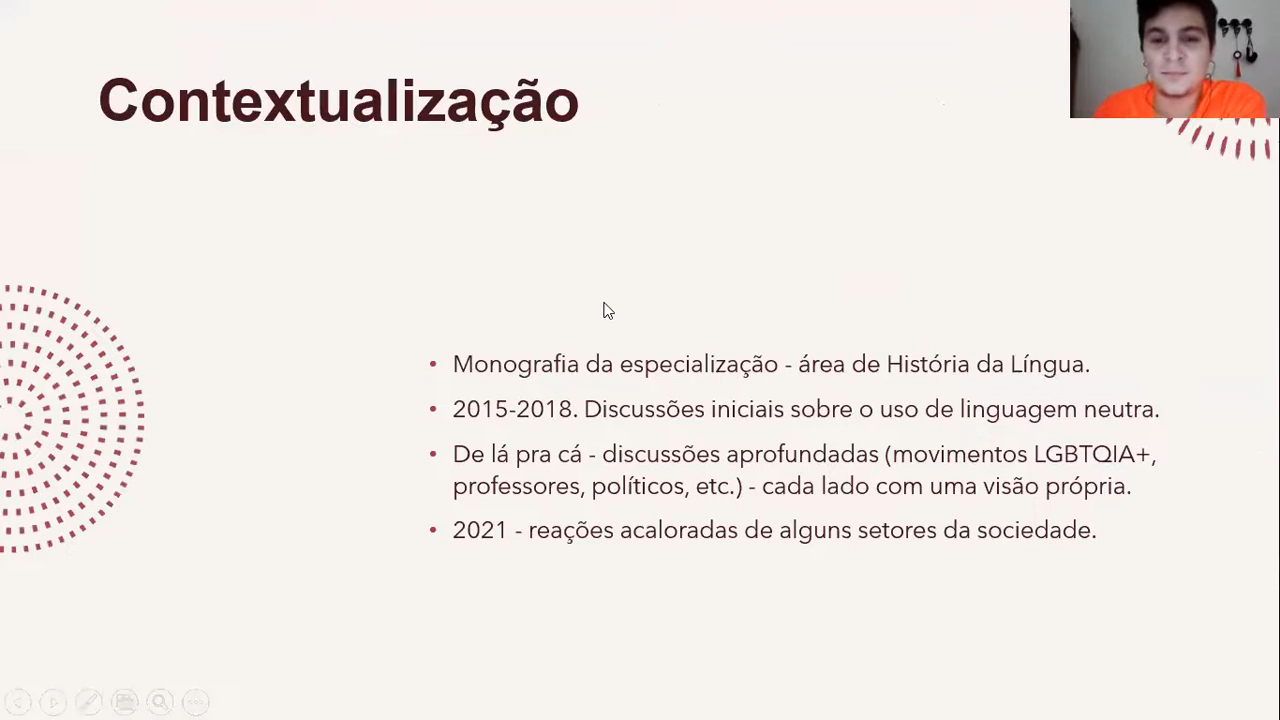 Contextualização
• Monografia da especialização - área de História da Língua.
• 2015-2018. Discussões iniciais sobre o uso de linguagem neutra.
• De lá pra cá - discussões aprofundadas (movimentos LGBTQIA+,
professores, políticos, etc.) - cada lado com uma visão própria.
• 2021 - reações acaloradas de alguns setores da sociedade.